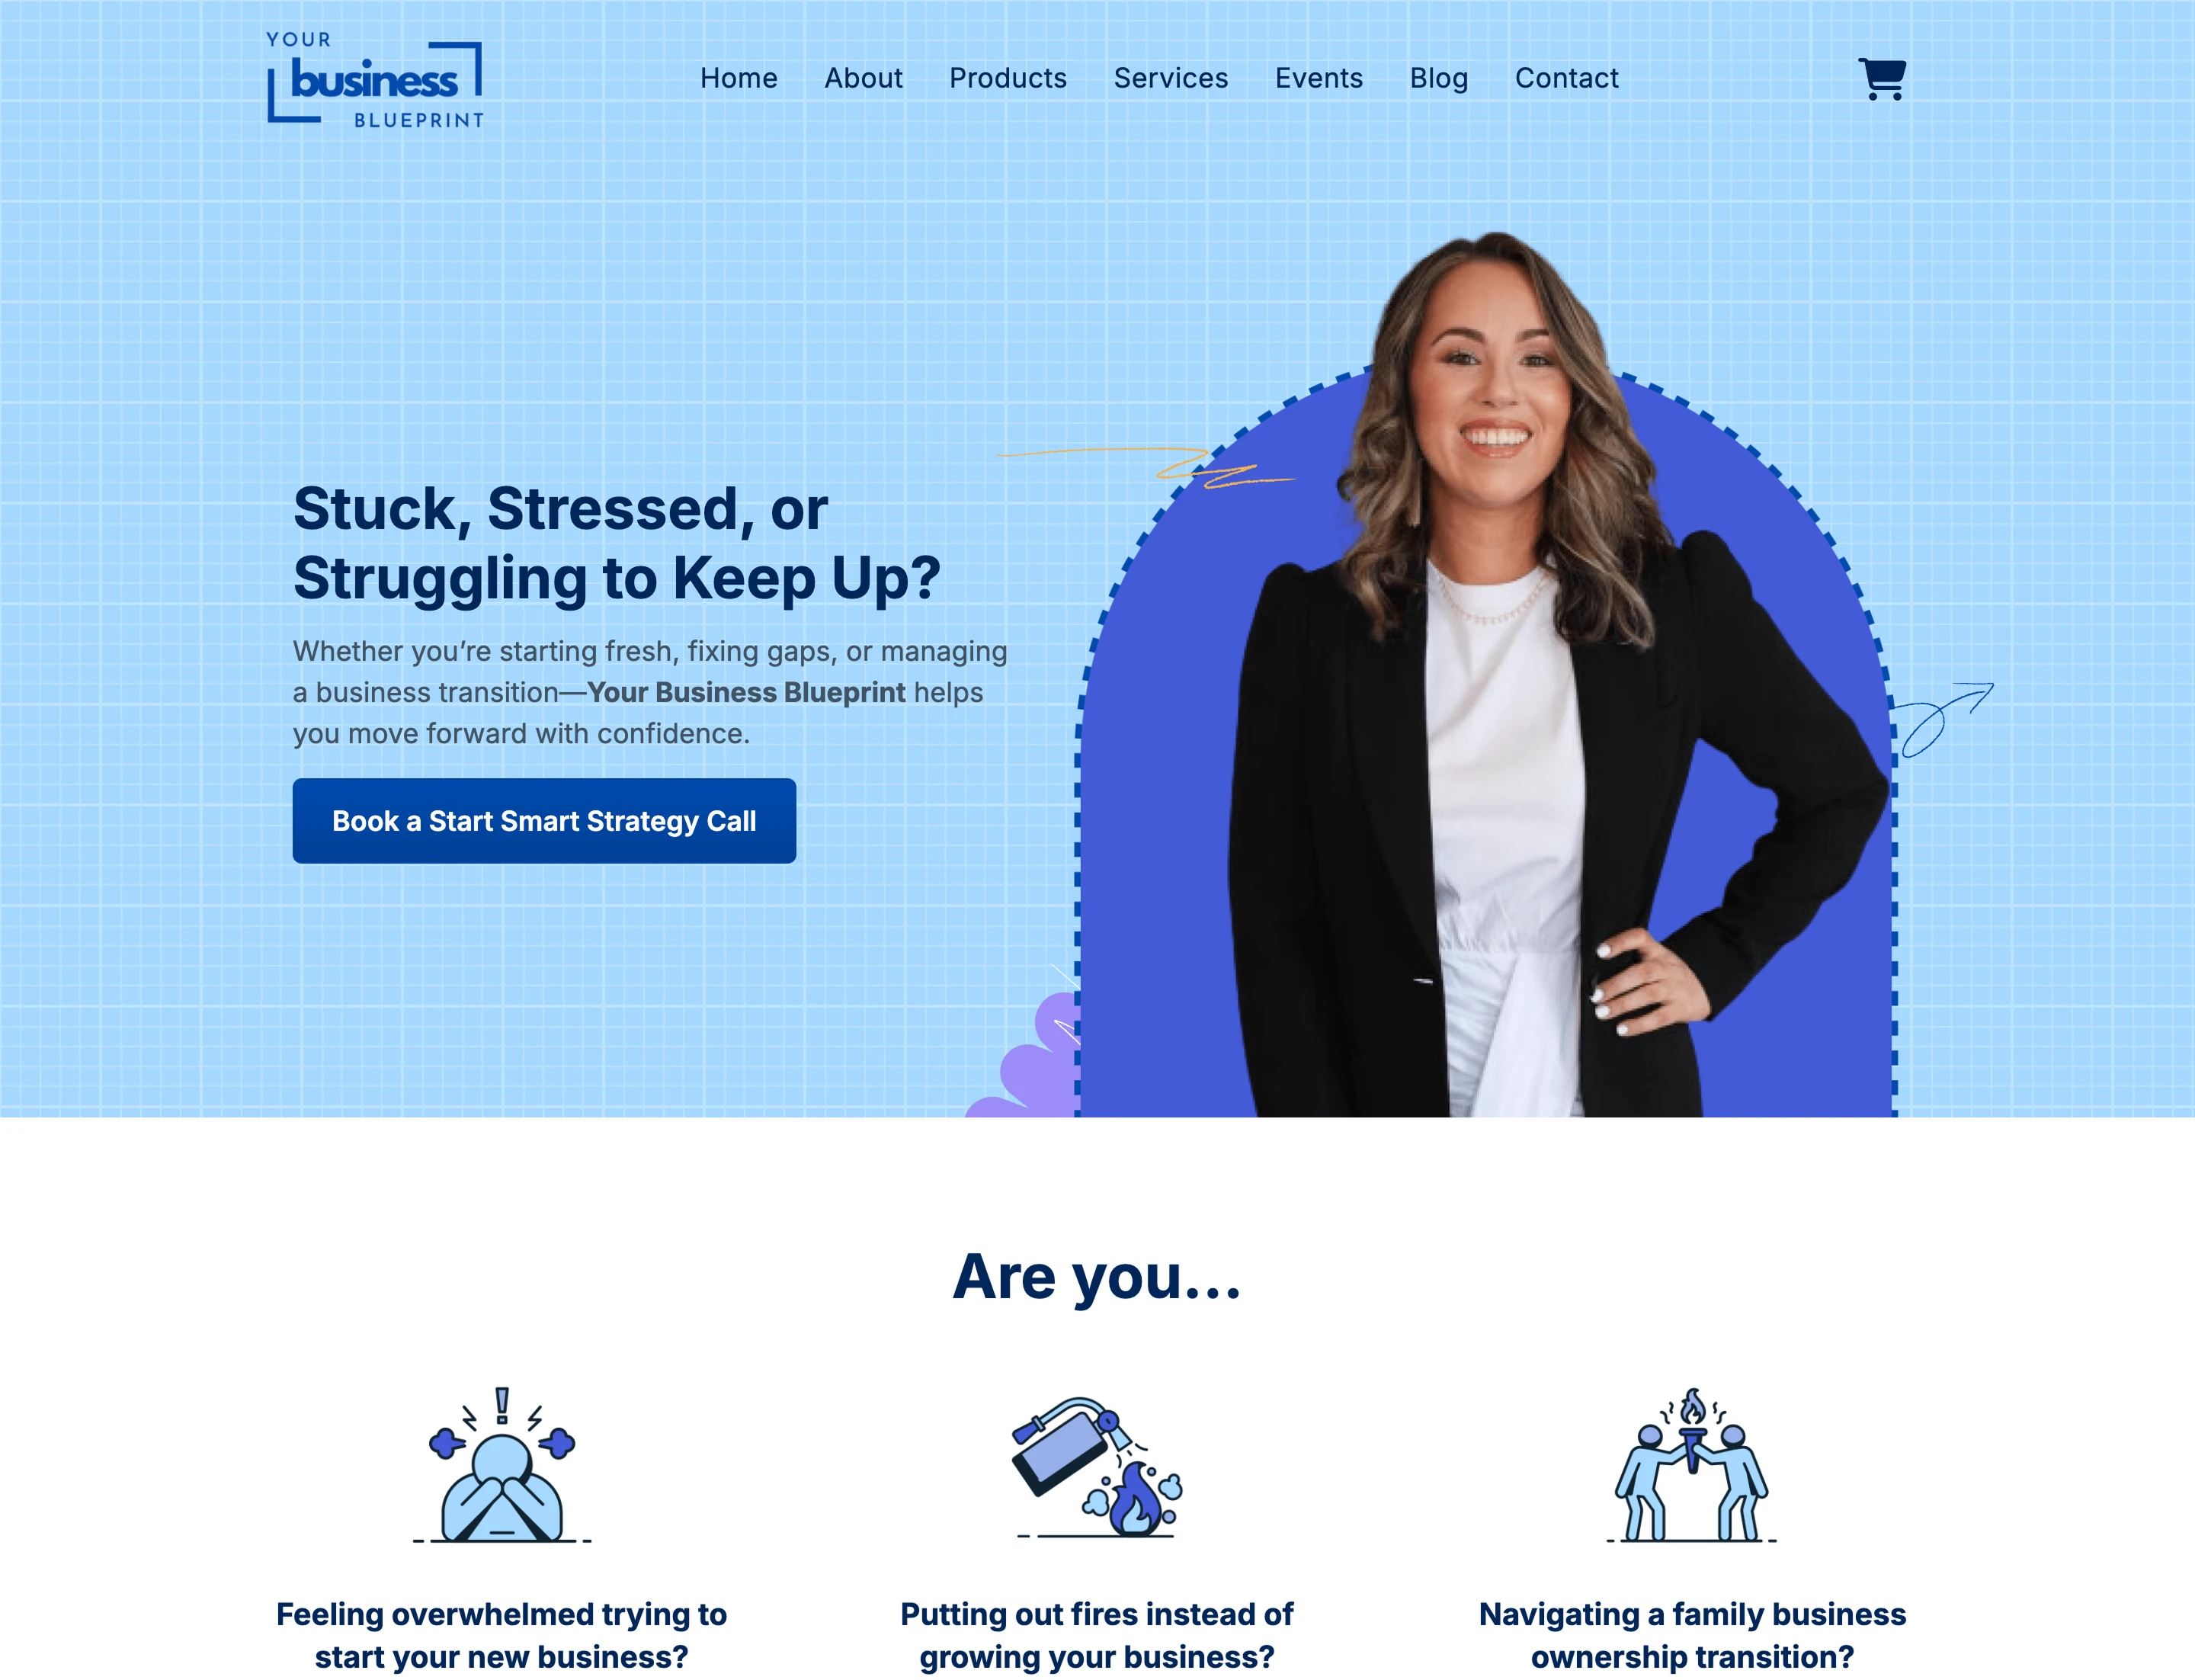 YOUR
business
BLUEPRINT
Home About Products Services Events Blog Contact
Stuck, Stressed, or
Struggling to Keep Up?
Whether you’re starting fresh, fixing gaps, or managing
a business transition—Your Business Blueprint helps
you move forward with confidence.
Book a Start Smart Strategy Call
Are you...
Feeling overwhelmed trying to
start your new business?
Putting out fires instead of
growing your business?
Navigating a family business
ownership transition?